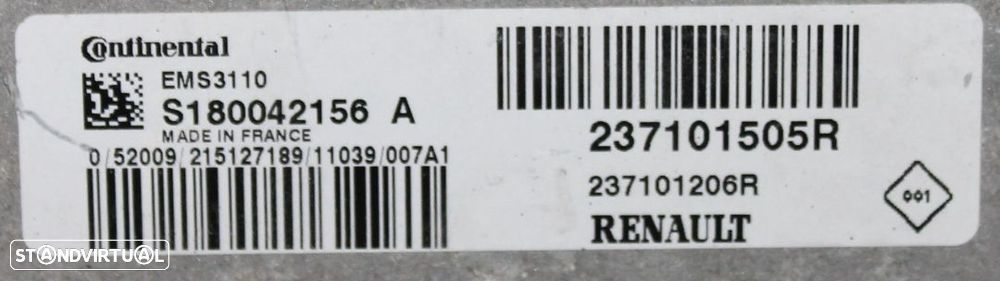 Continental
EMS3110
S180042156 A
MADE IN FRANCE
0/52009/215127189/11039/007A1
237101505R
237101206R
RENAULT
001
STANDVIRTUAL